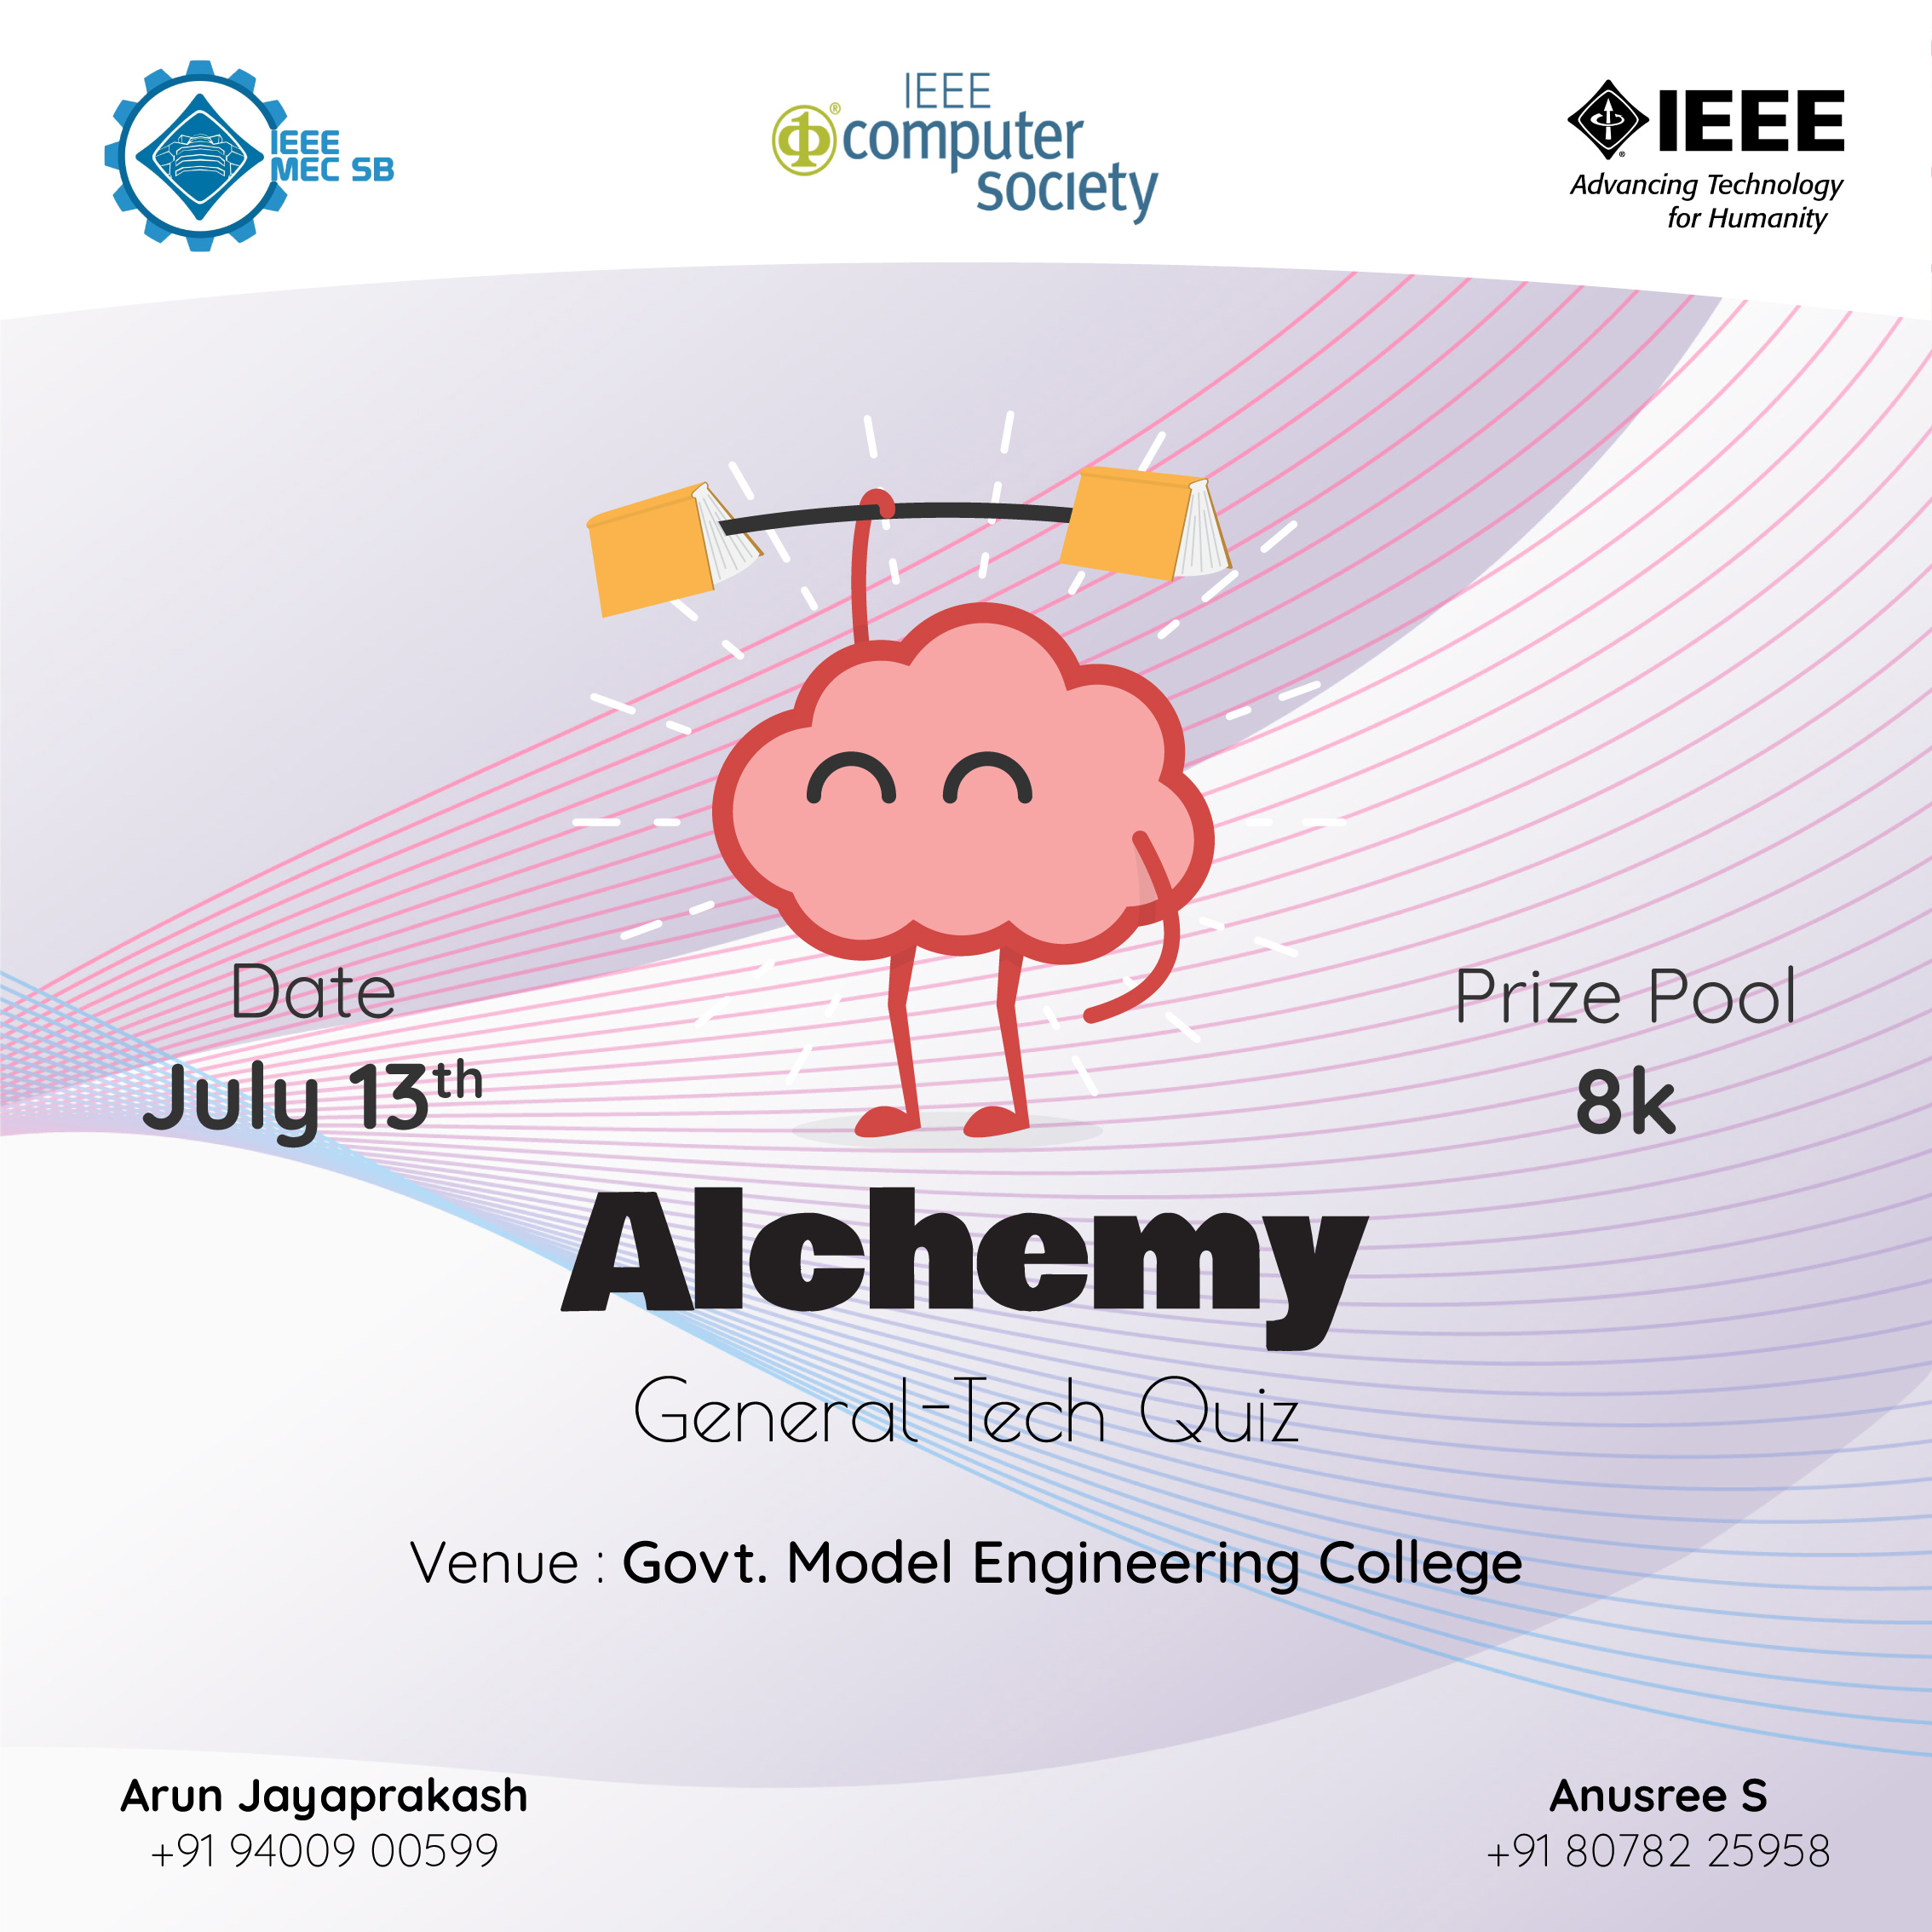 IEEE
MEC SB
IEEE
computer
society
®
IEEE
®
Advancing Technology
for Humanity
Date
July 13th
Prize Pool
8k
Alchemy
General-Tech Quiz
Venue : Govt. Model Engineering College
Arun Jayaprakash
+91 94009 00599
Anusree S
+91 80782 25958